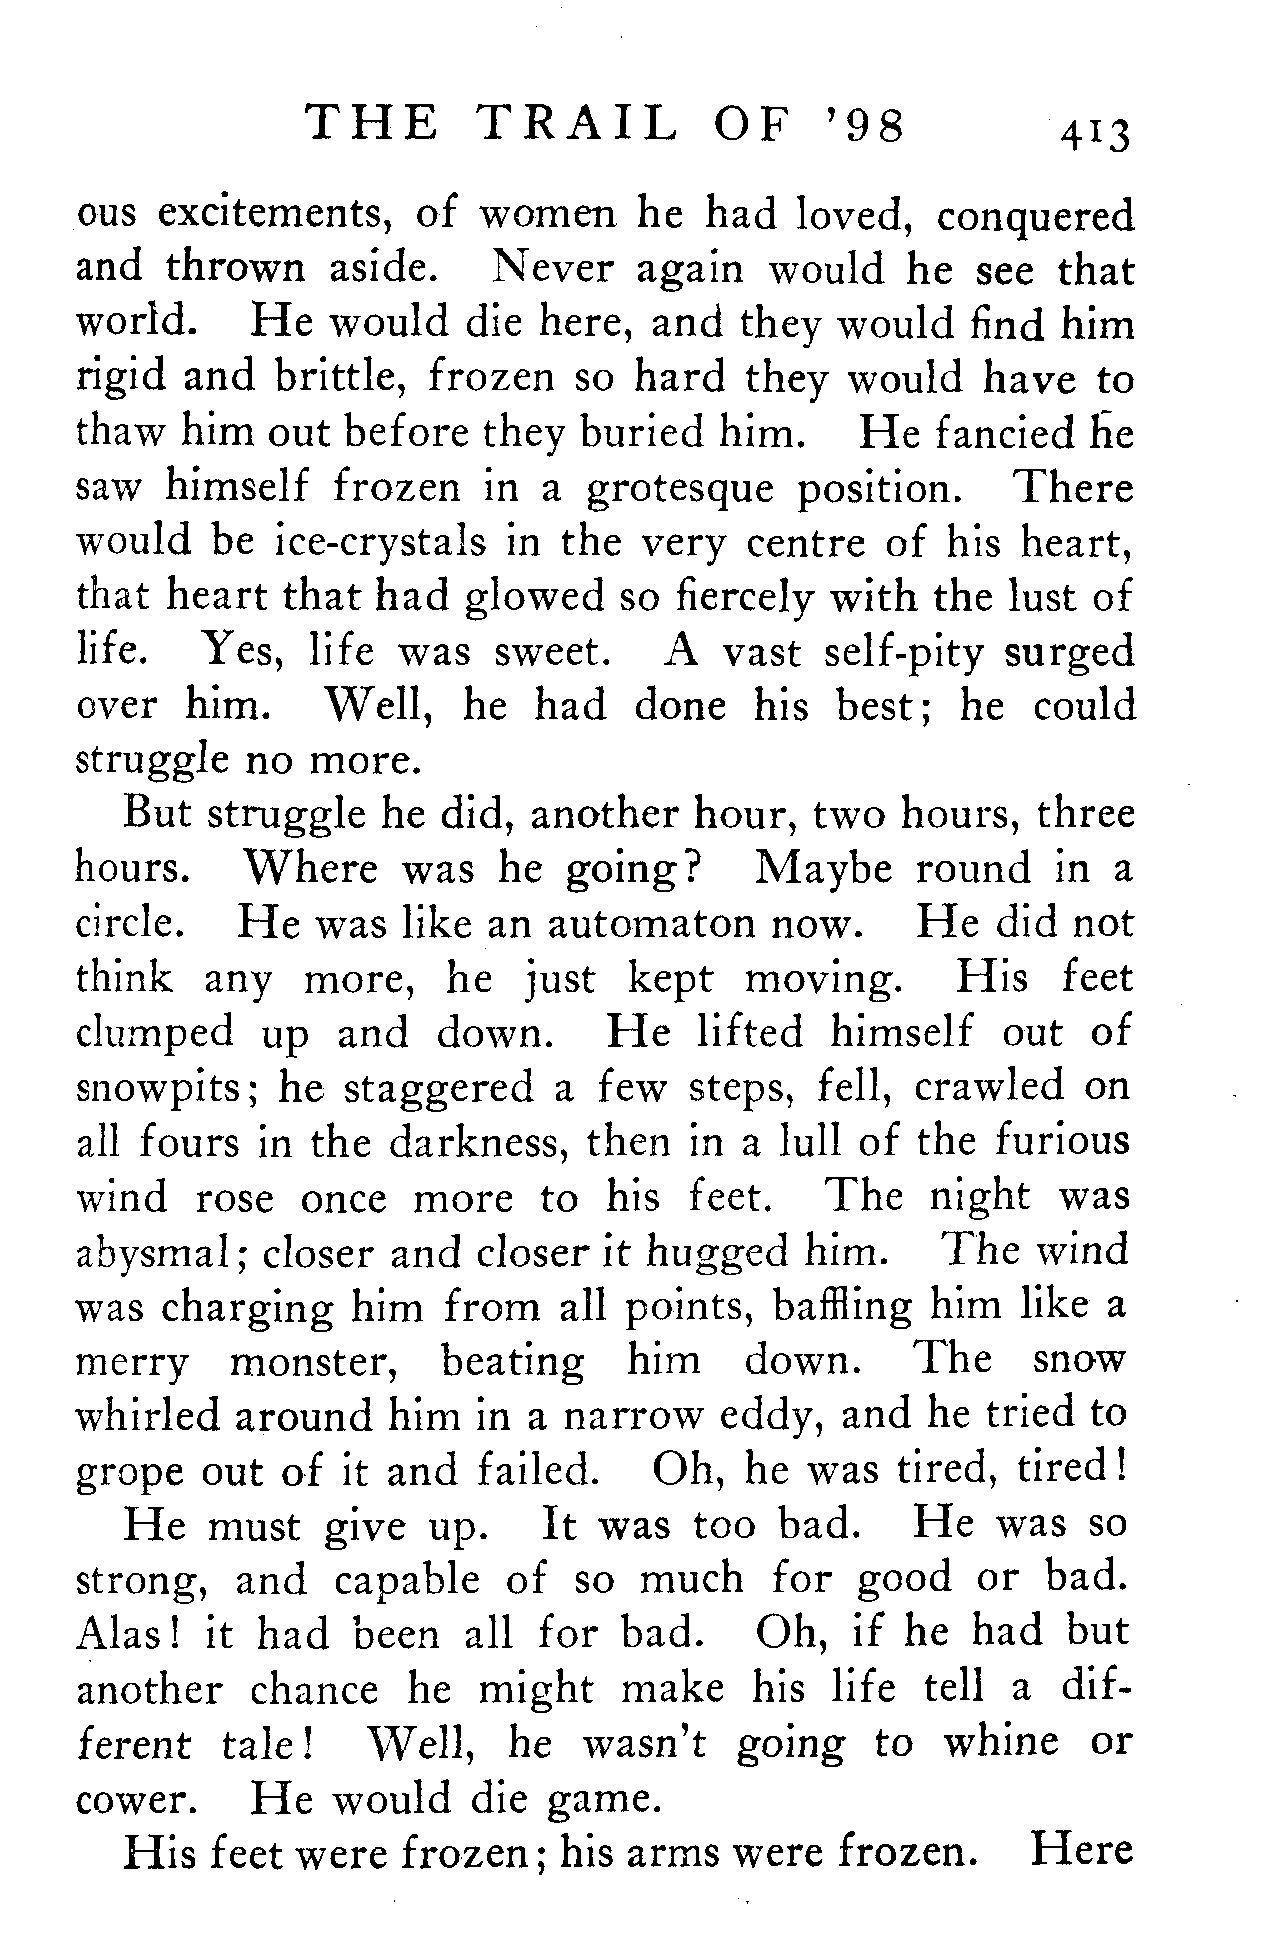 THE TRAIL OF '98 413
ous excitements, of women he had loved, conquered
and thrown aside. Never again would he see that
world. He would die here, and they would find him
rigid and brittle, frozen so hard they would have to
thaw him out before they buried him. He fancied he
saw himself frozen in a grotesque position. There
would be ice-crystals in the very centre of his heart,
that heart that had glowed so fiercely with the lust of
life. Yes, life was sweet. A vast self-pity surged
over him. Well, he had done his best; he could
struggle no more.
But struggle he did, another hour, two hours, three
hours. Where was he going? Maybe round in a
circle. He was like an automaton now. He did not
think any more, he just kept moving. His feet
clumped up and down. He lifted himself out of
snowpits; he staggered a few steps, fell, crawled on
all fours in the darkness, then in a lull of the furious
wind rose once more to his feet. The night was
abysmal; closer and closer it hugged him. The wind
was charging him from all points, baffling him like a
merry monster, beating him down. The snow
whirled around him in a narrow eddy, and he tried to
grope out of it and failed. Oh, he was tired, tired!
He must give up. It was too bad. He was so
strong, and capable of so much for good or bad.
Alas! it had been all for bad. Oh, if he had but
another chance he might make his life tell a dif-
ferent tale! Well, he wasn't going to whine or
cower. He would die game.
His feet were frozen; his arms were frozen. Here